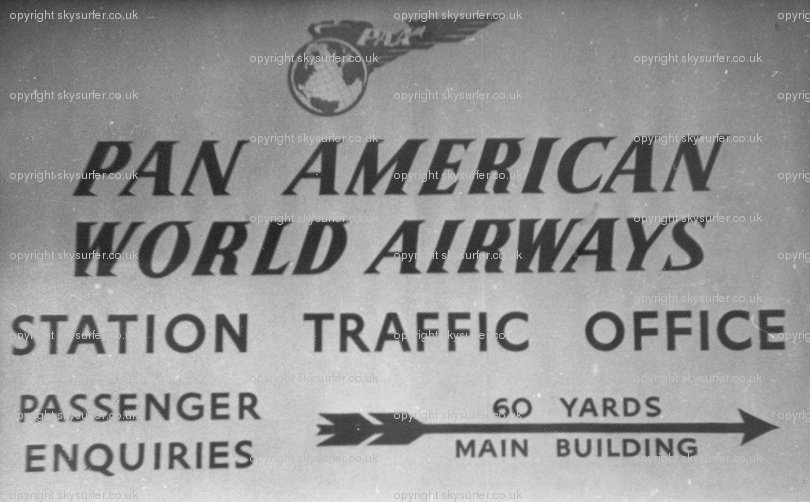 PAA
PAN AMERICAN
WORLD AIRWAYS
STATION TRAFFIC OFFICE
PASSENGER
ENQUIRIES
60 YARDS
MAIN BUILDING
copyright skysurfer.co.uk